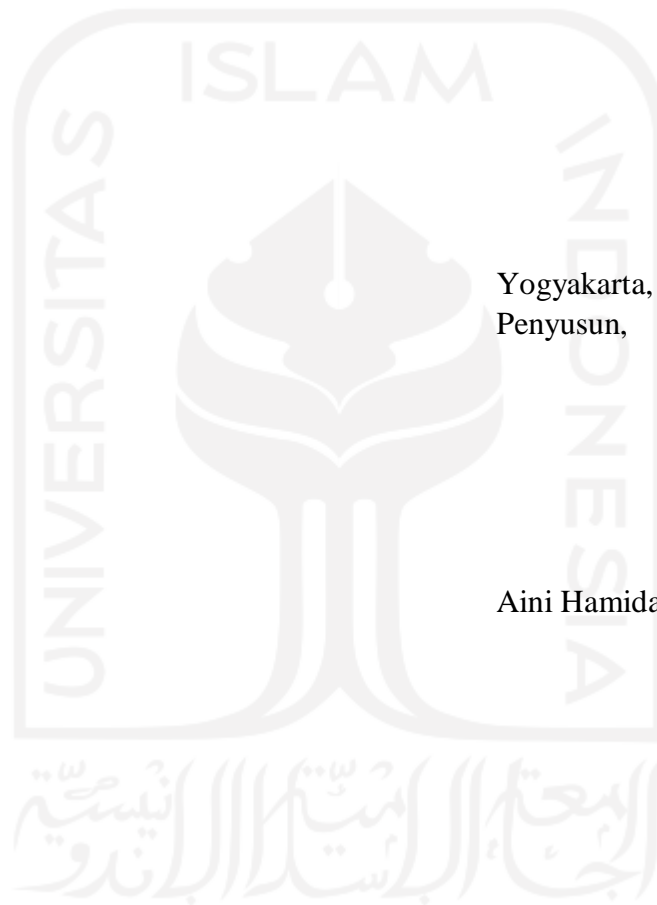 ISLAM
UNIVERSITAS
INDONESIA
Yogyakarta,
Penyusun,
Aini Hamida